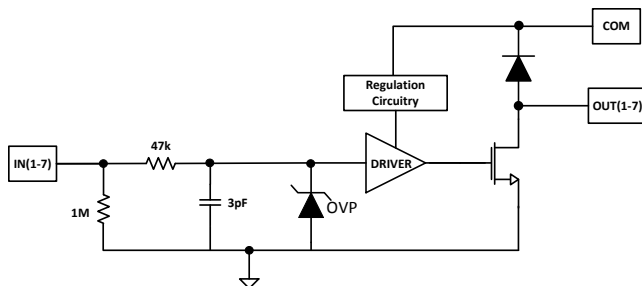 COM
Regulation
Circuitry
OUT(1-7)
47k
IN(1-7)
DRIVER
1M
3pF
OVP